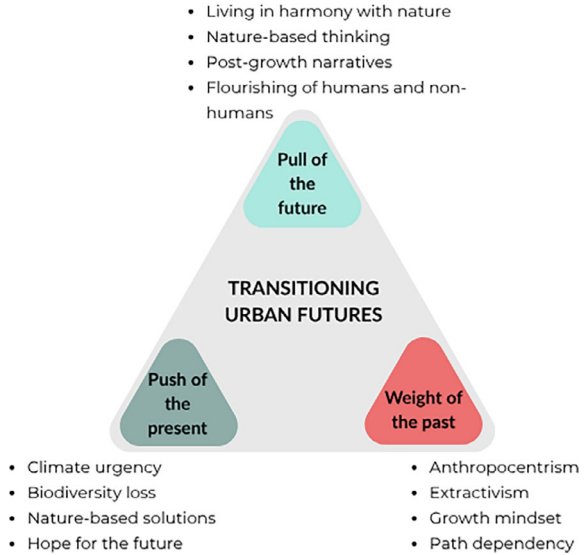 • Living in harmony with nature
• Nature-based thinking
• Post-growth narratives
• Flourishing of humans and non-
humans
Pull of
the
future
TRANSITIONING
URBAN FUTURES
Push of
the
present
Weight of
the past
• Climate urgency
• Biodiversity loss
• Nature-based solutions
• Hope for the future
• Anthropocentrism
• Extractivism
• Growth mindset
• Path dependency